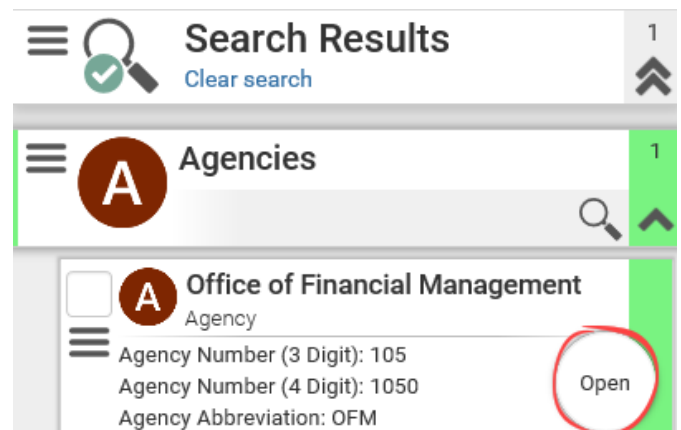 Search Results
1
Clear search
A
Agencies
1
A
Office of Financial Management
Agency
Agency Number (3 Digit): 105
Agency Number (4 Digit): 1050
Open
Agency Abbreviation: OFM